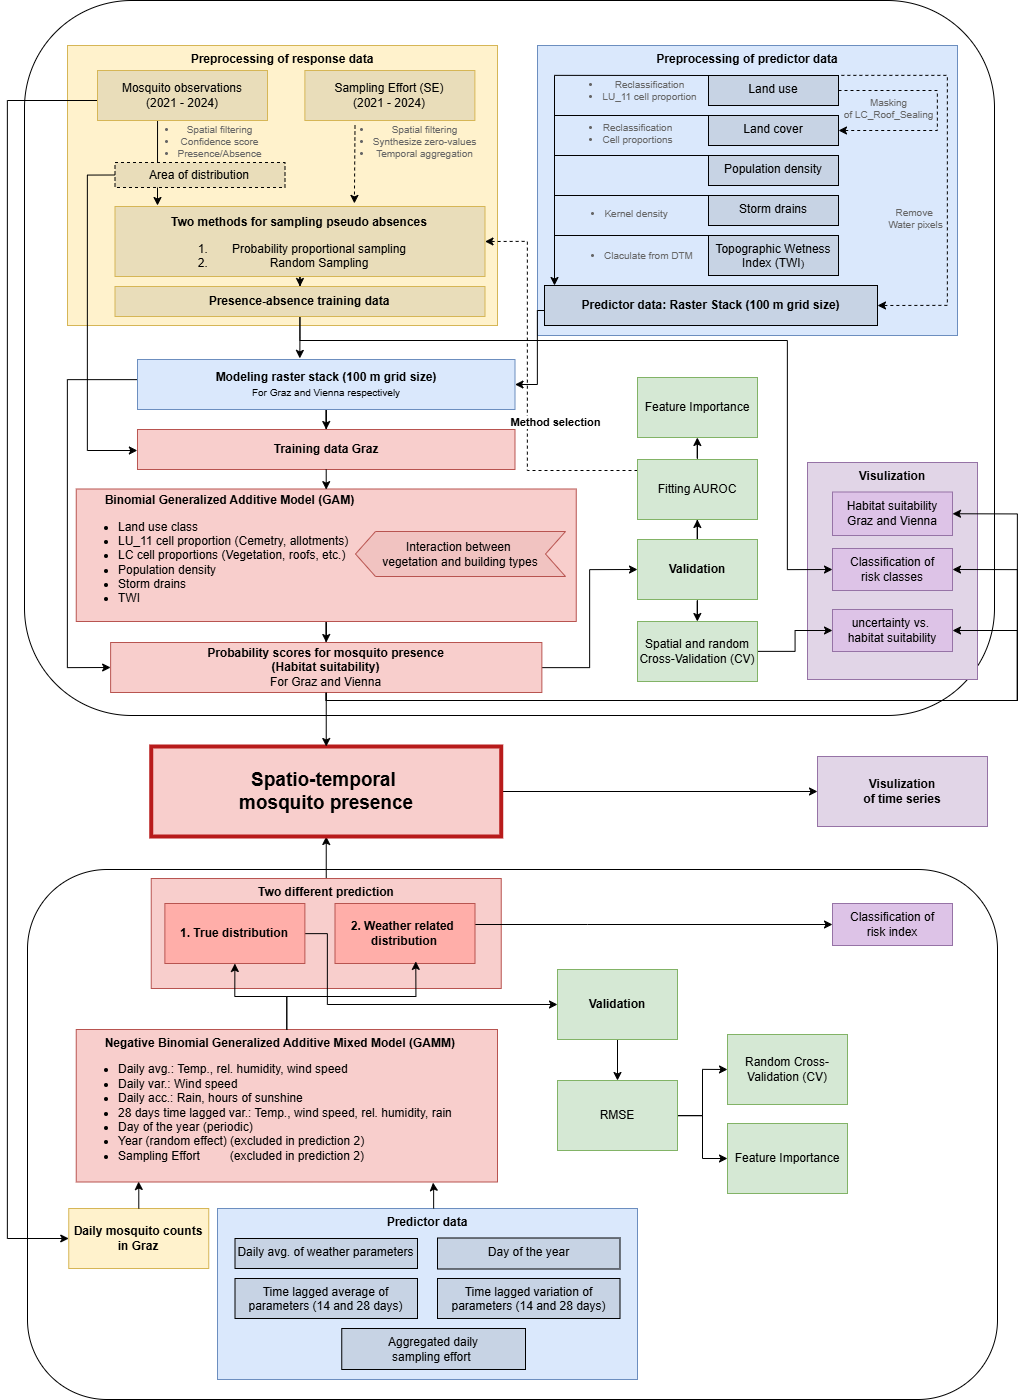 Preprocessing of response data
Mosquito observations
(2021 - 2024)
Sampling Effort (SE)
(2021 - 2024)
• Spatial filtering
• Confidence score
• Presence/Absence
• Spatial filtering
• Synthesize zero-values
• Temporal aggregation
Area of distribution
Two methods for sampling pseudo absences
1. Probability proportional sampling
2. Random Sampling
Presence-absence training data
Preprocessing of predictor data
• Reclassification
• LU_11 cell proportion
Land use
Masking
of LC_Roof_Sealing
• Reclassification
• Cell proportions
Land cover
Population density
• Kernel density
Storm drains
Remove
Water pixels
• Claculate from DTM
Topographic Wetness
Index (TWI)
Predictor data: Raster Stack (100 m grid size)
Modeling raster stack (100 m grid size)
For Graz and Vienna respectively
Method selection
Training data Graz
Binomial Generalized Additive Model (GAM)
• Land use class
• LU_11 cell proportion (Cemetry, allotments)
• LC cell proportions (Vegetation, roofs, etc.)
• Population density
• Storm drains
• TWI
Interaction between
vegetation and building types
Probability scores for mosquito presence
(Habitat suitability)
For Graz and Vienna
Feature Importance
Fitting AUROC
Validation
Spatial and random
Cross-Validation (CV)
Visulization
Habitat suitability
Graz and Vienna
Classification of
risk classes
uncertainty vs.
habitat suitability
Spatio-temporal
mosquito presence
Visulization
of time series
Two different prediction
1. True distribution
2. Weather related
distribution
Classification of
risk index
Validation
RMSE
Random Cross-
Validation (CV)
Feature Importance
Negative Binomial Generalized Additive Mixed Model (GAMM)
• Daily avg.: Temp., rel. humidity, wind speed
• Daily var.: Wind speed
• Daily acc.: Rain, hours of sunshine
• 28 days time lagged var.: Temp., wind speed, rel. humidity, rain
• Day of the year (periodic)
• Year (random effect) (excluded in prediction 2)
• Sampling Effort (excluded in prediction 2)
Daily mosquito counts
in Graz
Predictor data
Daily avg. of weather parameters
Day of the year
Time lagged average of
parameters (14 and 28 days)
Time lagged variation of
parameters (14 and 28 days)
Aggregated daily
sampling effort